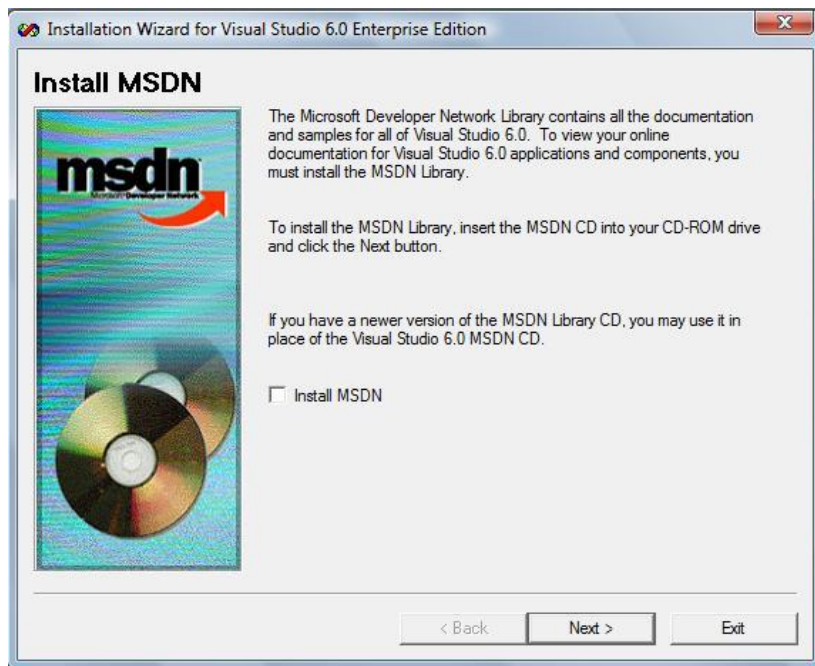 Installation Wizard for Visual Studio 6.0 Enterprise Edition
Install MSDN
msdn
Microsoft Developer Network
The Microsoft Developer Network Library contains all the documentation
and samples for all of Visual Studio 6.0. To view your online
documentation for Visual Studio 6.0 applications and components, you
must install the MSDN Library.
To install the MSDN Library, insert the MSDN CD into your CD-ROM drive
and click the Next button.
If you have a newer version of the MSDN Library CD, you may use it in
place of the Visual Studio 6.0 MSDN CD.
Install MSDN
< Back
Next >
Exit